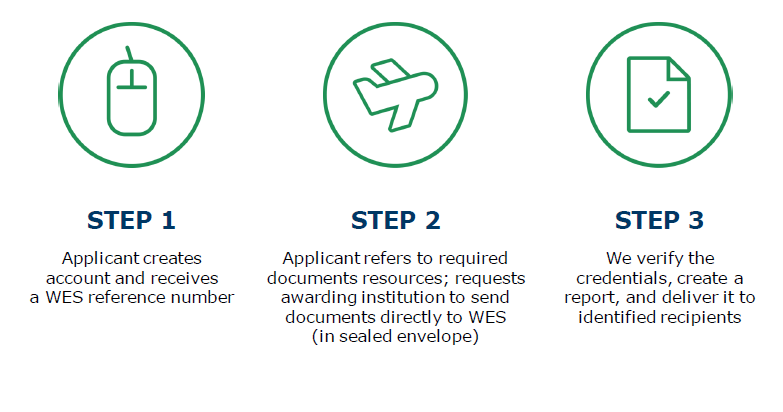 STEP 1
Applicant creates
account and receives
a WES reference number
STEP 2
Applicant refers to required
documents resources; requests
awarding institution to send
documents directly to WES
(in sealed envelope)
STEP 3
We verify the
credentials, create a
report, and deliver it to
identified recipients